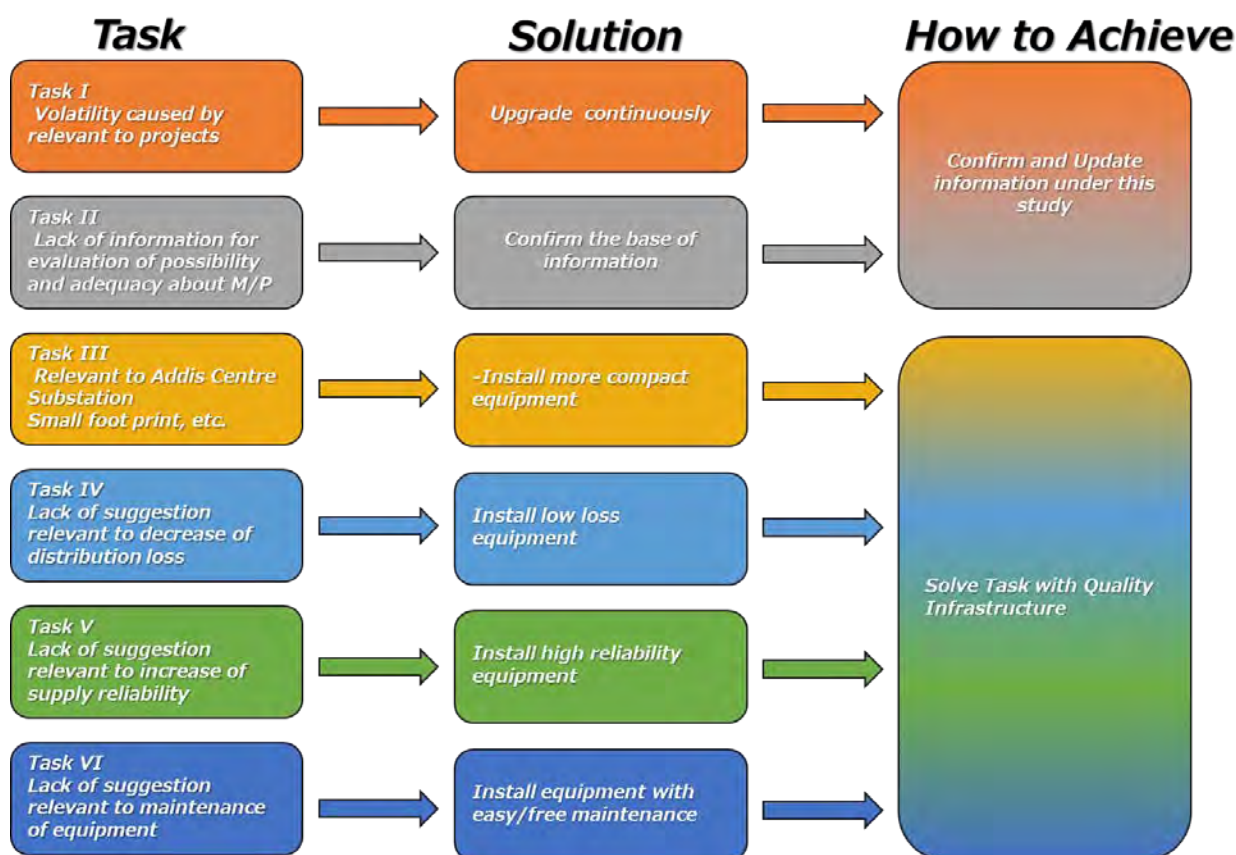 Task
Solution
How to Achieve
Task I
Volatility caused by
relevant to projects
Upgrade continuously
Confirm and Update
information under this
study
Task II
Lack of information for
evaluation of possibility
and adequacy about M/P
Confirm the base of
information
Task III
Relevant to Addis Centre
Substation
Small foot print, etc.
-Install more compact
equipment
Solve Task with Quality
Infrastructure
Task IV
Lack of suggestion
relevant to decrease of
distribution loss
Install low loss
equipment
Task V
Lack of suggestion
relevant to increase of
supply reliability
Install high reliability
equipment
Task VI
Lack of suggestion
relevant to maintenance
of equipment
Install equipment with
easy/free maintenance